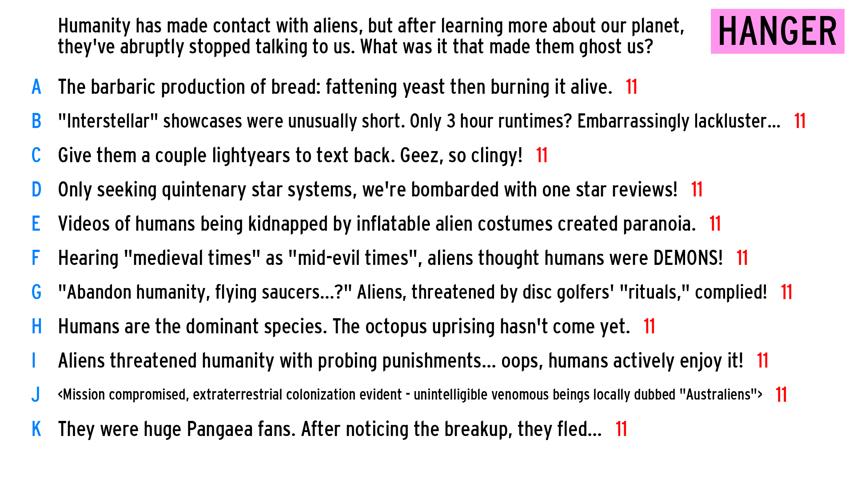 Humanity has made contact with aliens, but after learning more about our planet,
they've abruptly stopped talking to us. What was it that made them ghost us?
HANGER
A The barbaric production of bread: fattening yeast then burning it alive. 11
B "Interstellar" showcases were unusually short. Only 3 hour runtimes? Embarrassingly lackluster... 11
C Give them a couple lightyears to text back. Geez, so clingy! 11
D Only seeking quintenary star systems, we're bombarded with one star reviews! 11
E Videos of humans being kidnapped by inflatable alien costumes created paranoia. 11
F Hearing "medieval times" as "mid-evil times", aliens thought humans were DEMONS! 11
G "Abandon humanity, flying saucers...?" Aliens, threatened by disc golfers' "rituals," complied! 11
H Humans are the dominant species. The octopus uprising hasn't come yet. 11
I Aliens threatened humanity with probing punishments... oops, humans actively enjoy it! 11
J <Mission compromised, extraterrestrial colonization evident - unintelligible venomous beings locally dubbed "Australiens"> 11
K They were huge Pangaea fans. After noticing the breakup, they fled... 11